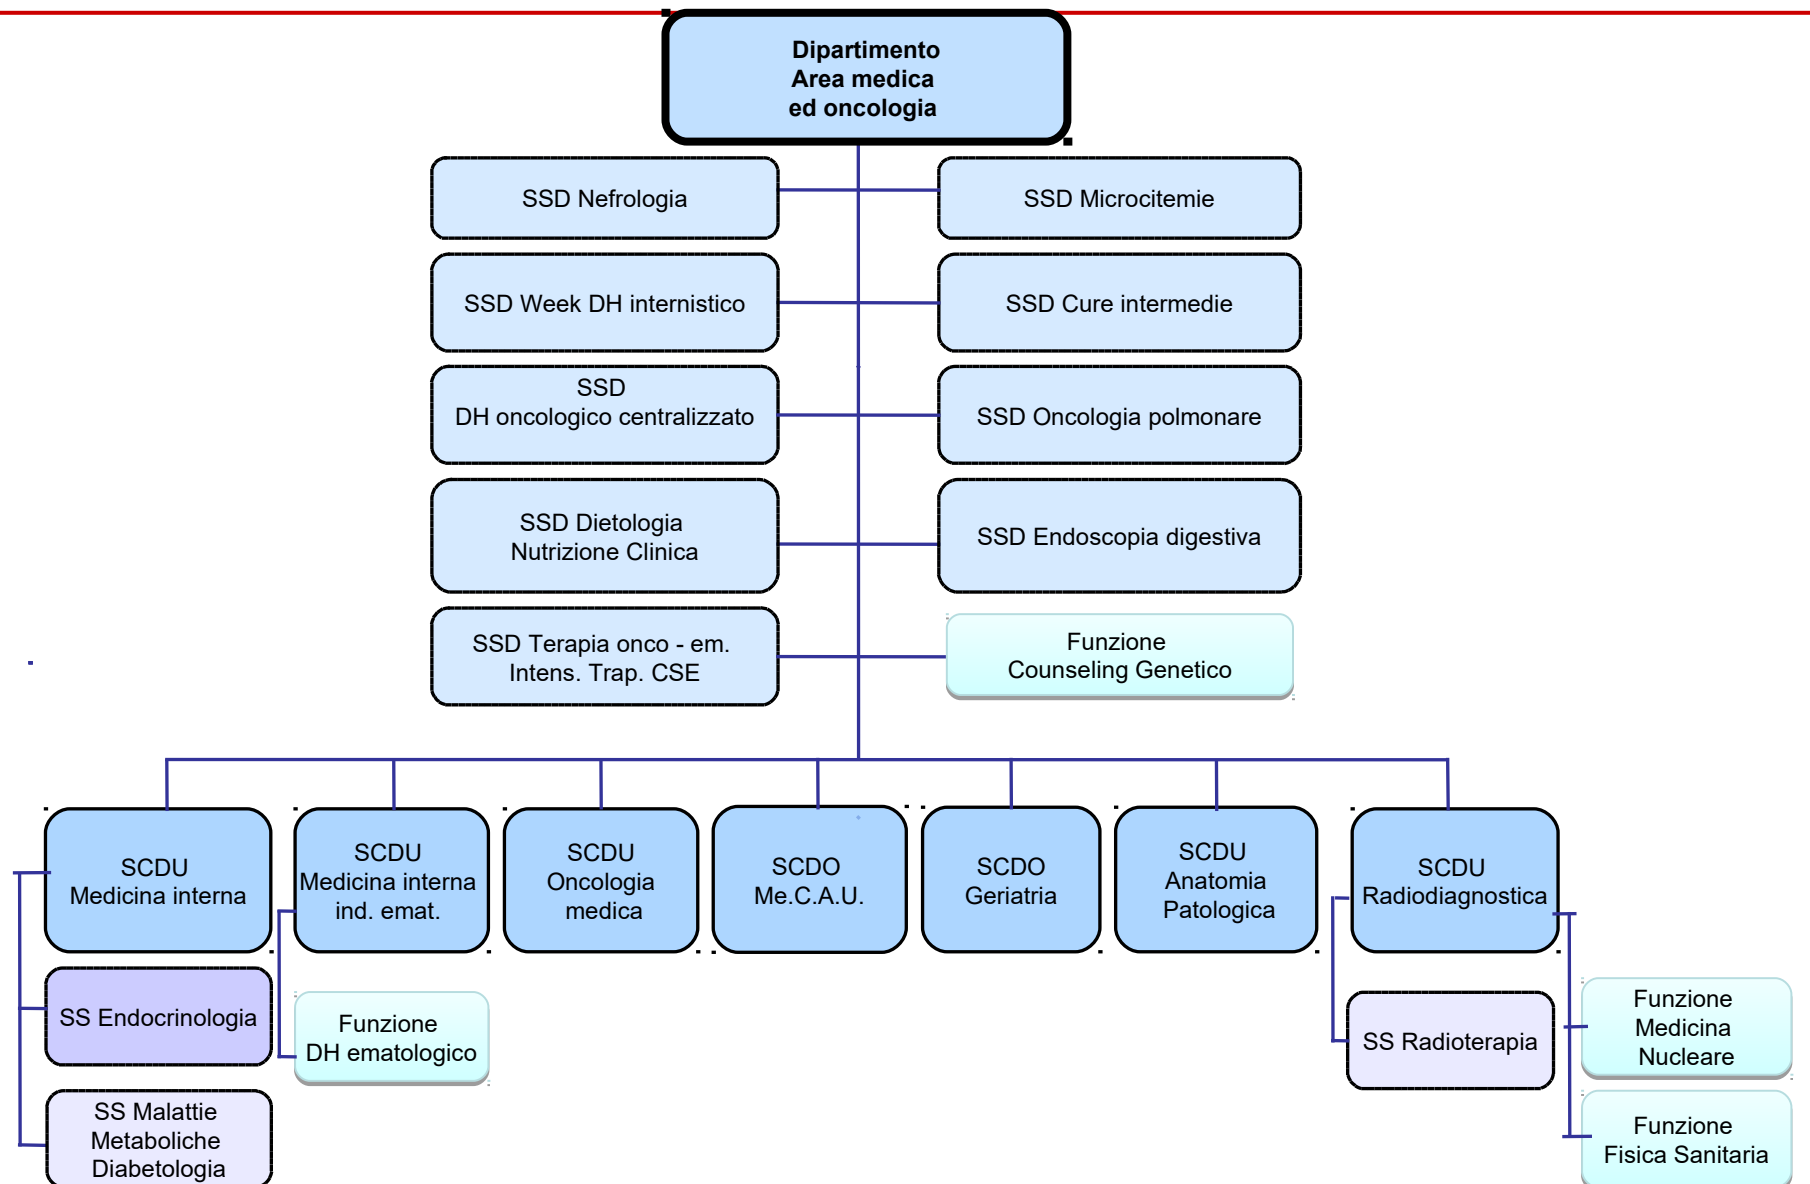 Dipartimento
Area medica
ed oncologia
SSD Nefrologia
SSD Microcitemie
SSD Week DH internistico
SSD Cure intermedie
SSD
DH oncologico centralizzato
SSD Oncologia polmonare
SSD Dietologia
Nutrizione Clinica
SSD Endoscopia digestiva
SSD Terapia onco - em.
Intens. Trap. CSE
Funzione
Counseling Genetico
SCDU
Medicina interna
SCDU
Medicina interna
ind. emat.
SCDU
Oncologia
medica
SCDO
Me.C.A.U.
SCDO
Geriatria
SCDU
Anatomia
Patologica
SCDU
Radiodiagnostica
SS Endocrinologia
Funzione
DH ematologico
SS Radioterapia
Funzione
Medicina
Nucleare
SS Malattie
Metaboliche
Diabetologia
Funzione
Fisica Sanitaria